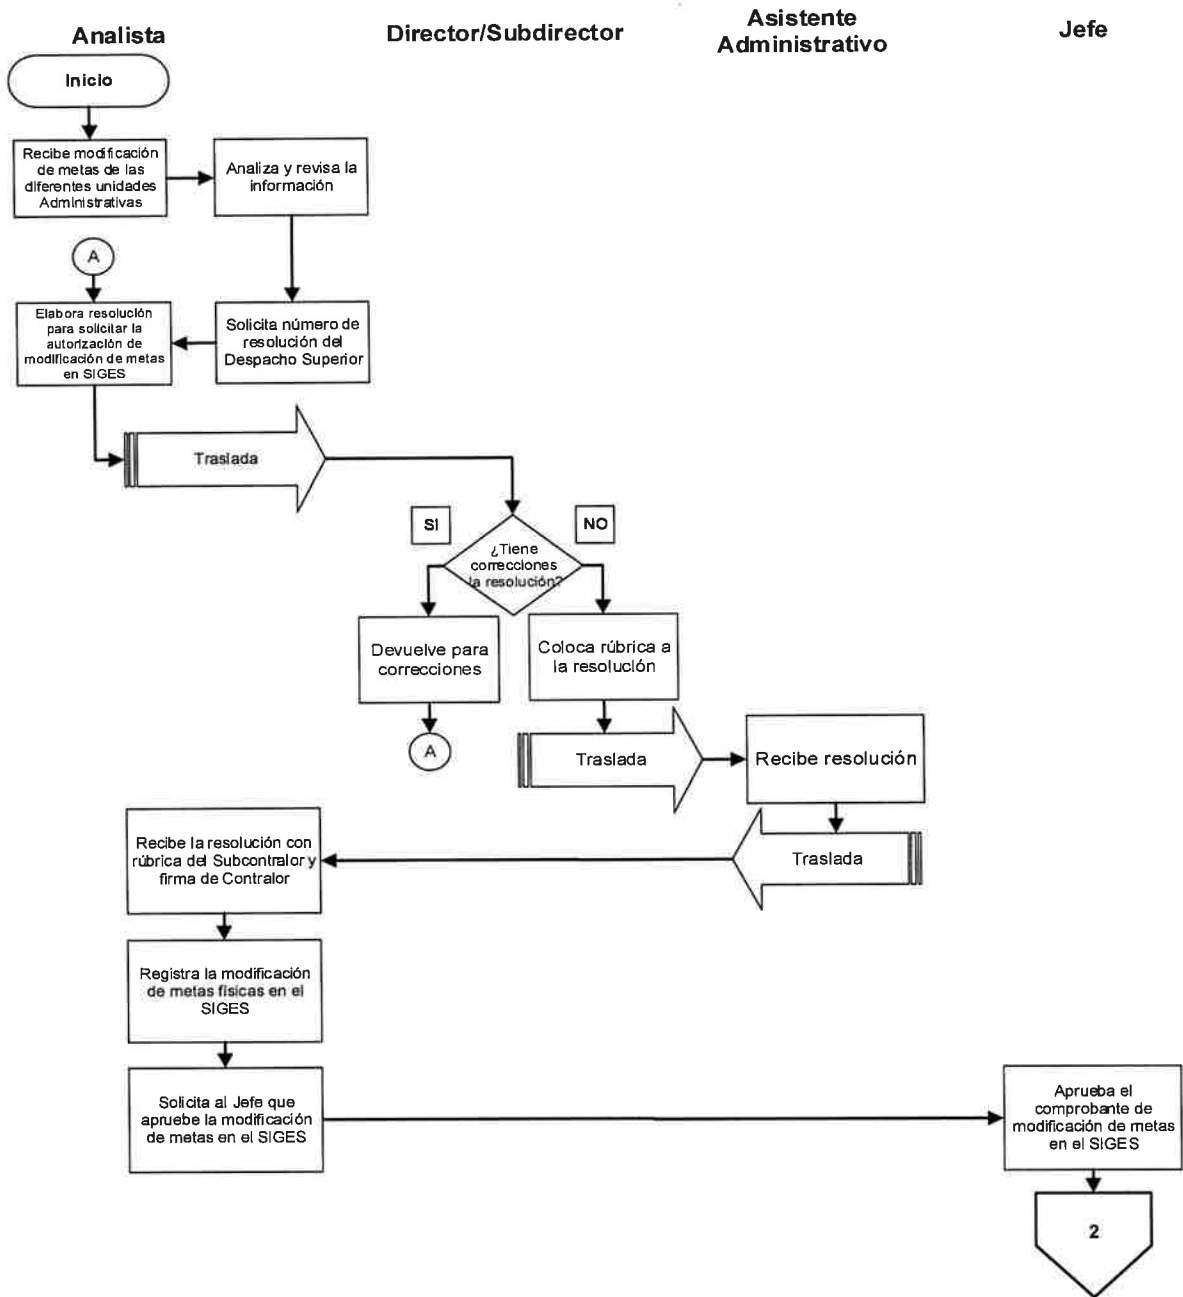 Analista
Director/Subdirector
Asistente
Administrativo
Jefe
Inicio
Recibe modificación
de metas de las
diferentes unidades
Administrativas
Analiza y revisa la
información
A
Elabora resolución
para solicitar la
autorización de
modificación de metas
en SIGES
Solicita número de
resolución del
Despacho Superior
Traslada
SI
NO
¿Tiene
correcciones
la resolución?
Devuelve para
correcciones
Coloca rúbrica a
la resolución
A
Traslada
Recibe resolución
Recibe la resolución con
rúbrica del Subcontralor y
firma de Contralor
Traslada
Registra la modificación
de metas físicas en el
SIGES
Solicita al Jefe que
apruebe la modificación
de metas en el SIGES
Aprueba el
comprobante de
modificación de metas
en el SIGES
2